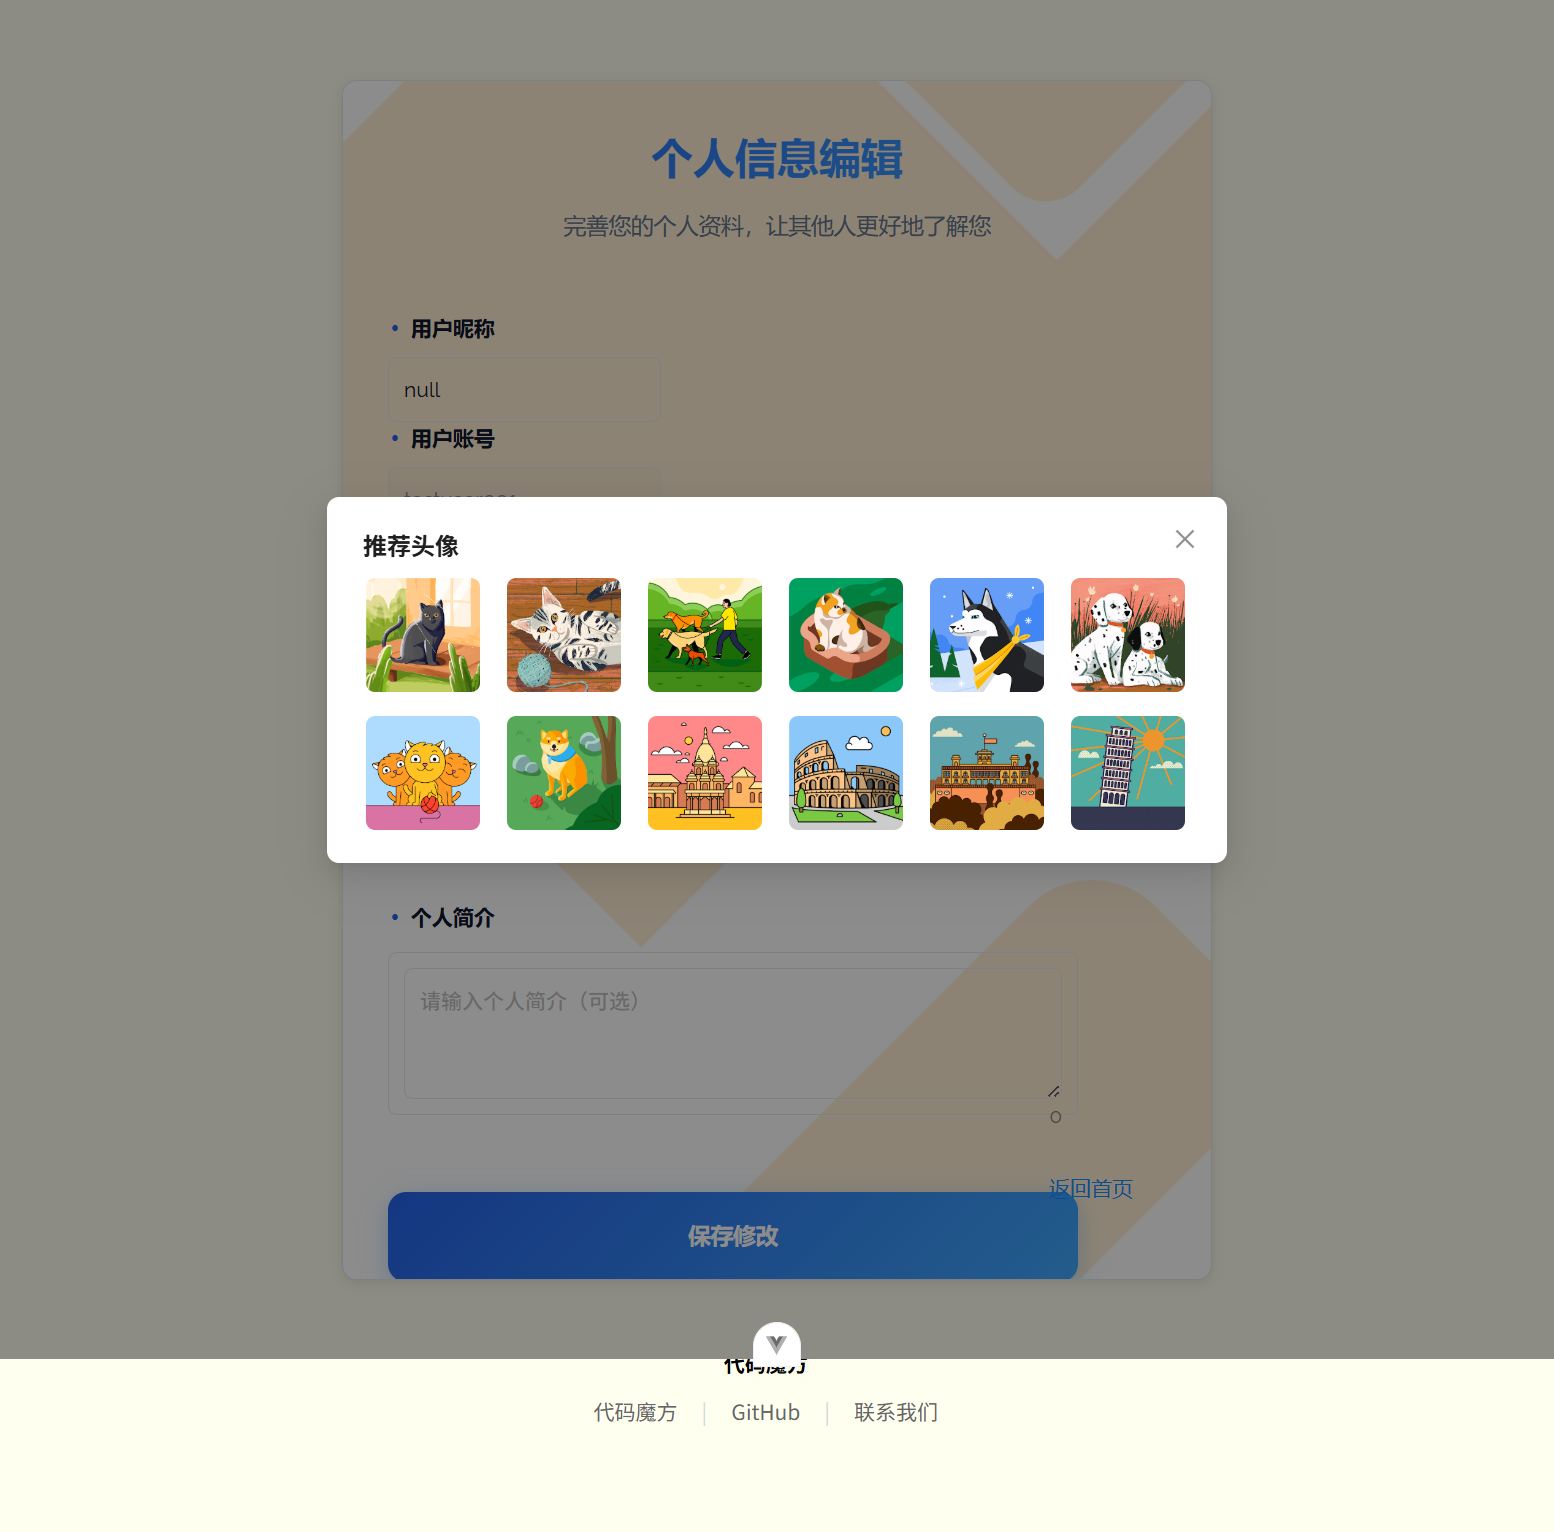 个人信息编辑
完善您的个人资料，让其他人更好地了解您
• 用户昵称
null
• 用户账号
推荐头像
• 个人简介
请输入个人简介（可选）
0
返回首页
保存修改
代码魔方
代码魔方 | GitHub | 联系我们